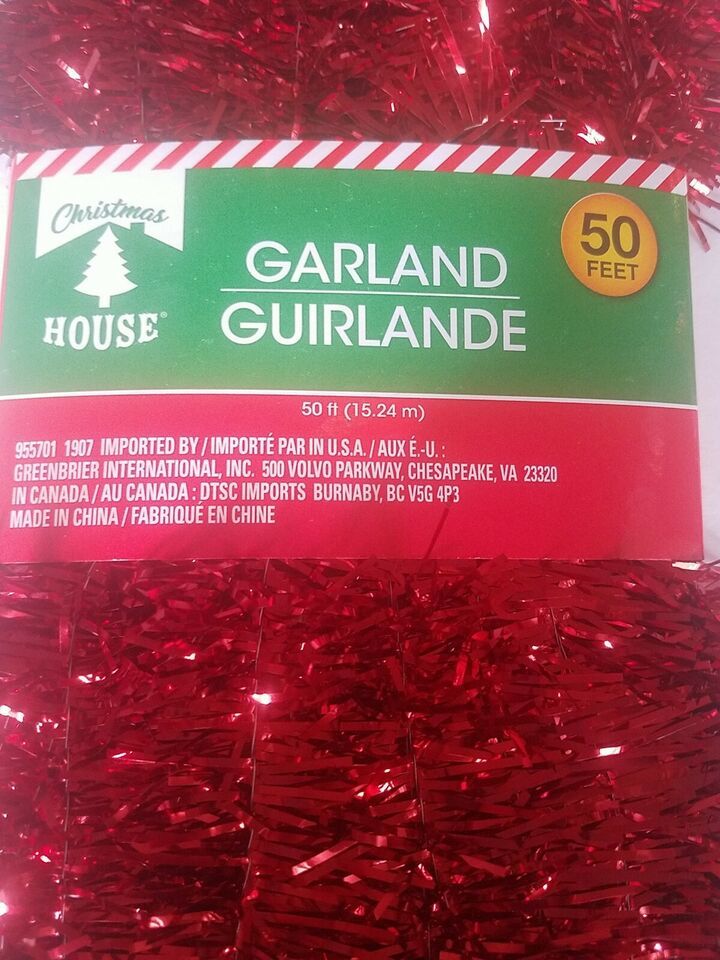 Christmas
HOUSE®
GARLAND
GUIRLANDE
50
FEET
50 ft (15.24 m)
955701 1907 IMPORTED BY / IMPORTÉ PAR IN U.S.A. / AUX É.-U. :
GREENBRIER INTERNATIONAL, INC. 500 VOLVO PARKWAY, CHESAPEAKE, VA 23320
IN CANADA / AU CANADA : DTSC IMPORTS BURNABY, BC V5G 4P3
MADE IN CHINA / FABRIQUÉ EN CHINE